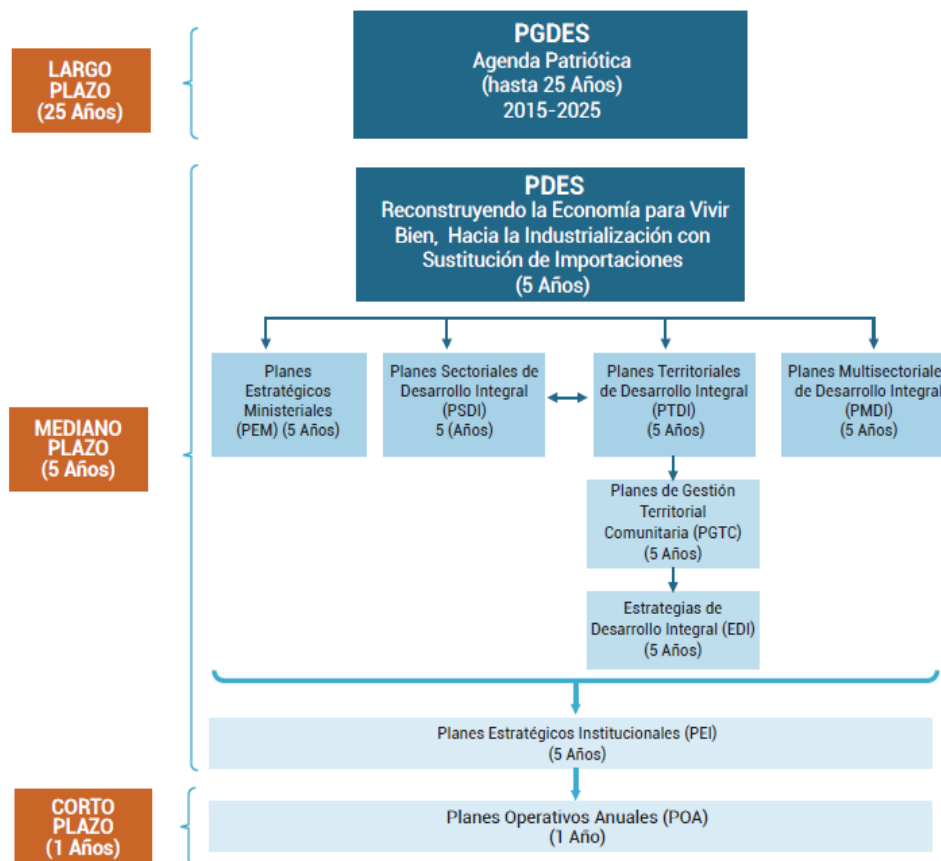 LARGO
PLAZO
(25 Años)
PGDES
Agenda Patriótica
(hasta 25 Años)
2015-2025
MEDIANO
PLAZO
(5 Años)
PDES
Reconstruyendo la Economía para Vivir
Bien, Hacia la Industrialización con
Sustitución de Importaciones
(5 Años)
Planes
Estratégicos
Ministeriales
(PEM) (5 Años)
Planes Sectoriales de
Desarrollo Integral
(PSDI)
5 (Años)
Planes Territoriales
de Desarrollo Integral
(PTDI)
(5 Años)
Planes Multisectoriales
de Desarrollo Integral
(PMDI)
(5 Años)
Planes de Gestión
Territorial
Comunitaria (PGTC)
(5 Años)
Estrategias de
Desarrollo Integral (EDI)
(5 Años)
Planes Estratégicos Institucionales (PEI)
(5 Años)
CORTO
PLAZO
(1 Años)
Planes Operativos Anuales (POA)
(1 Año)